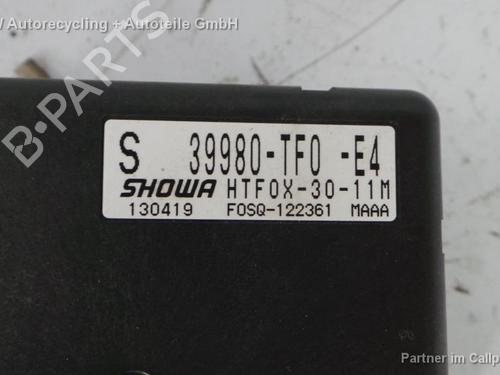 W Autorecycling + Autoteile GmbH
B-PARTS
S 39980-TF0 -E4
SHOWA HTF0X-30-11M
130419 F0SQ-122361 MAAA
Partner im Callp